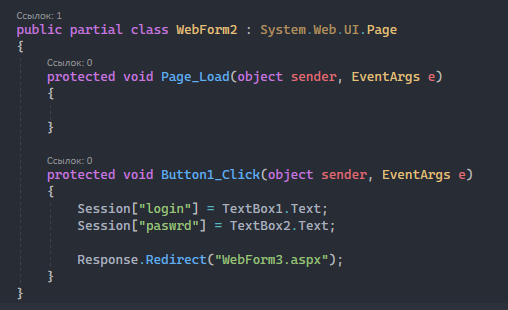 Ссылок: 1
public partial class WebForm2 : System.Web.UI.Page
{
Ссылок: 0
protected void Page_Load(object sender, EventArgs e)
{
}
Ссылок: 0
protected void Button1_Click(object sender, EventArgs e)
{
Session["login"] = TextBox1.Text;
Session["paswrd"] = TextBox2.Text;
Response.Redirect("WebForm3.aspx");
}
}